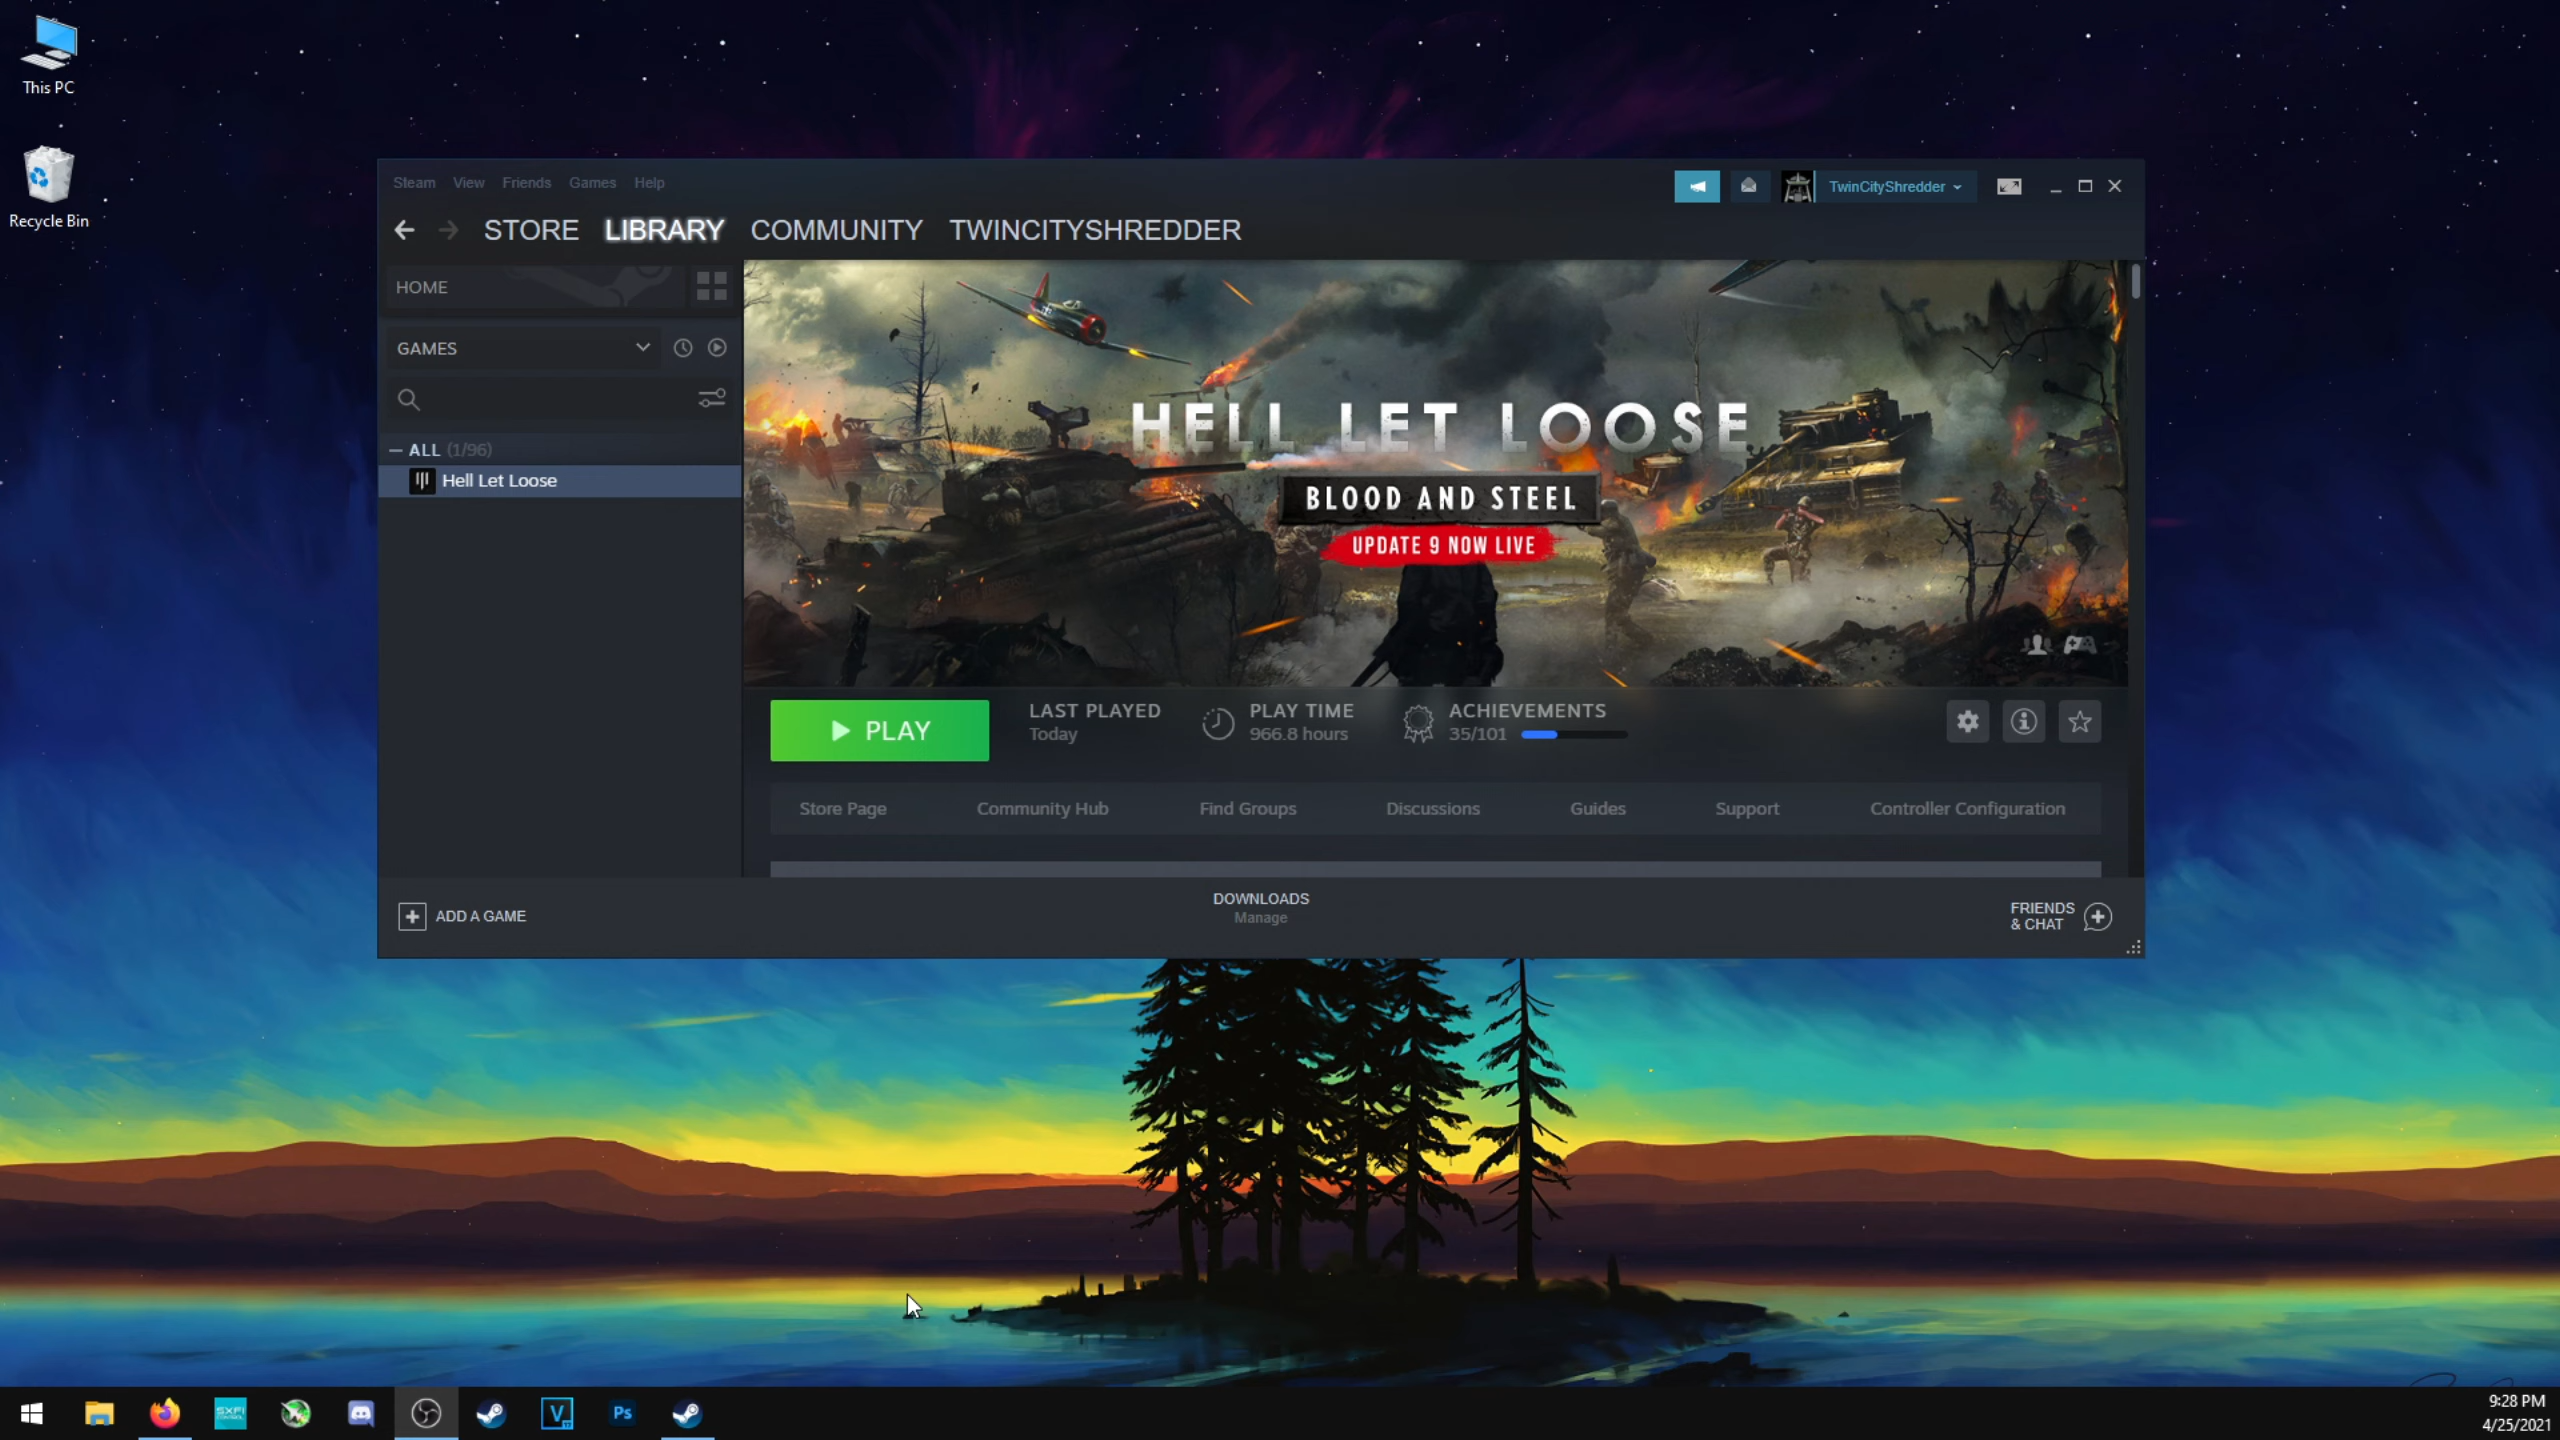 This PC
Recycle Bin
Steam View Friends Games Help
TwinCityShredder
STORE LIBRARY COMMUNITY TWINCITYSHREDDER
HOME
GAMES
ALL (1/96)
Hell Let Loose
HELL LET LOOSE
BLOOD AND STEEL
UPDATE 9 NOW LIVE
PLAY
LAST PLAYED
Today
PLAY TIME
966.8 hours
ACHIEVEMENTS
35/101
Store Page Community Hub Find Groups Discussions Guides Support Controller Configuration
ADD A GAME
DOWNLOADS
Manage
FRIENDS
& CHAT
SXFI
CONTROL
V
17
Ps
9:28 PM
4/25/2021